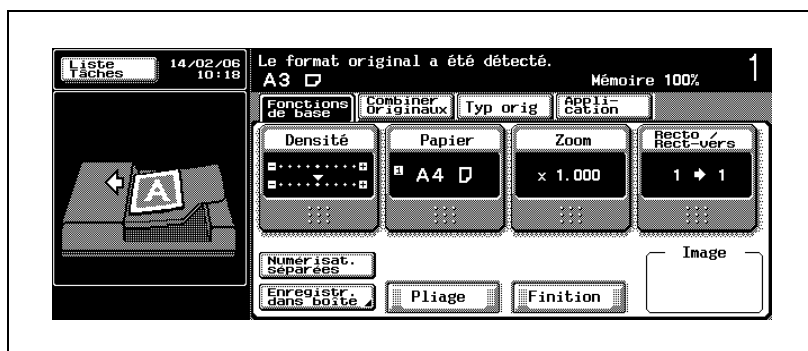 Liste
Tâches
14/02/06
10:18
Le format original a été détecté.
A3
Mémoire 100%
1
Fonctions
de base
Combiner
Originaux
Typ orig
Appli-
cation
Densité
Papier
Zoom
Recto /
Rect-vers
1 A4
× 1.000
1 ➔ 1
A
Numérisat.
séparées
Enregistr.
dans boîte
Pliage
Finition
Image